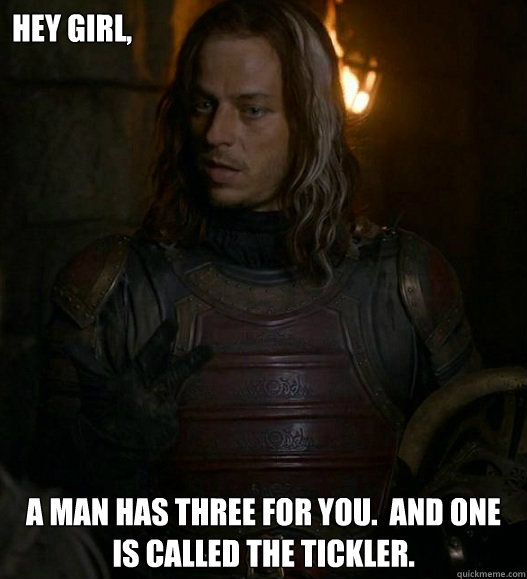 HEY GIRL,
A MAN HAS THREE FOR YOU.  AND ONE
IS CALLED THE TICKLER.
quickmeme.com